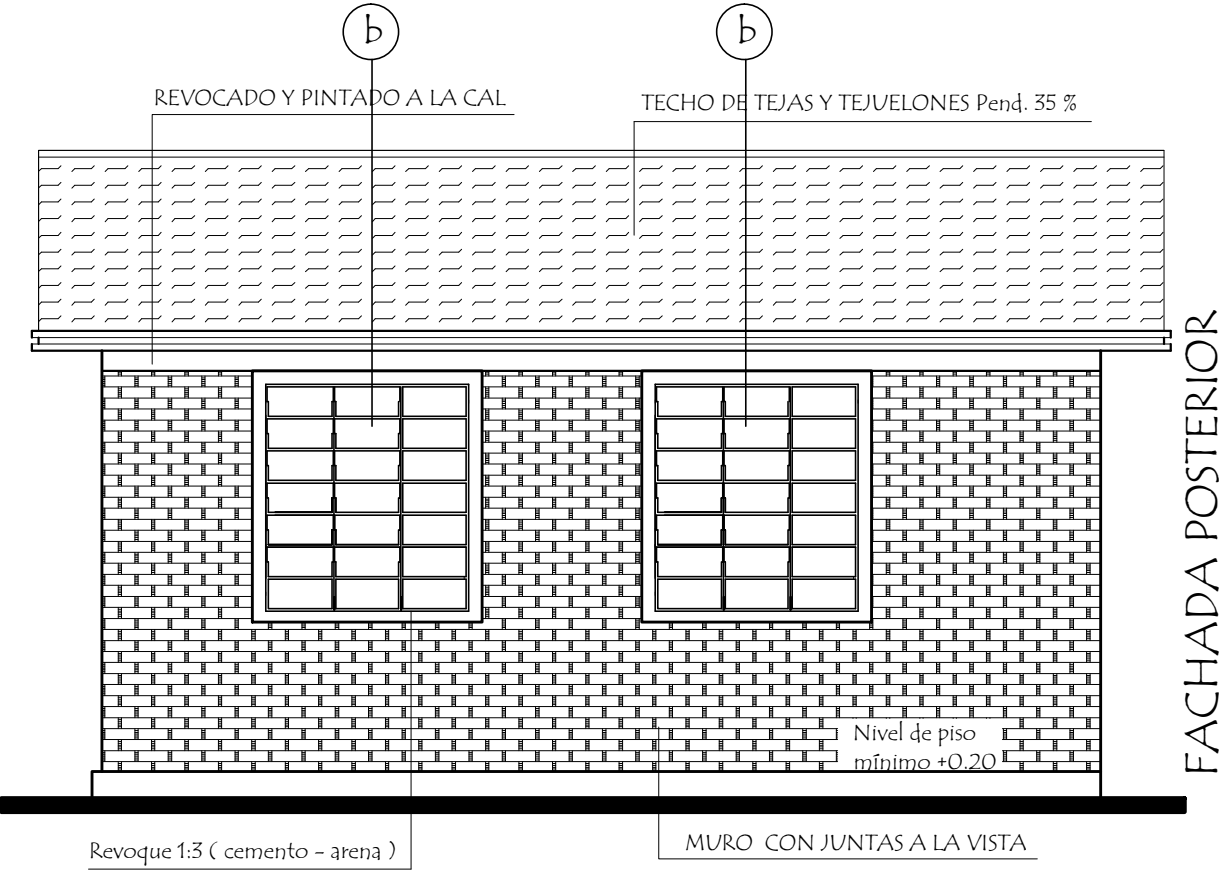 b
b
REVOCADO Y PINTADO A LA CAL
TECHO DE TEJAS Y TEJUELONES Pend. 35 %
FACHADA POSTERIOR
Nivel de piso
mínimo +0.20
Revoque 1:3 ( cemento - arena )
MURO CON JUNTAS A LA VISTA